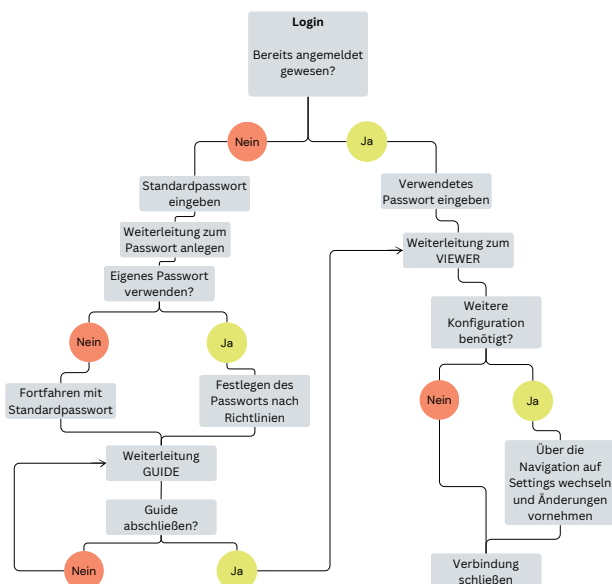 Login
Bereits angemeldet
gewesen?
Nein
Ja
Standardpasswort
eingeben
Verwendetes
Passwort eingeben
Weiterleitung zum
Passwort anlegen
Weiterleitung zum
VIEWER
Eigenes Passwort
verwenden?
Weitere
Konfiguration
benötigt?
Nein
Ja
Fortfahren mit
Standardpasswort
Festlegen des
Passworts nach
Richtlinien
Nein
Ja
Weiterleitung
GUIDE
Über die
Navigation auf
Settings wechseln
und Änderungen
vornehmen
Guide
abschließen?
Nein
Ja
Verbindung
schließen